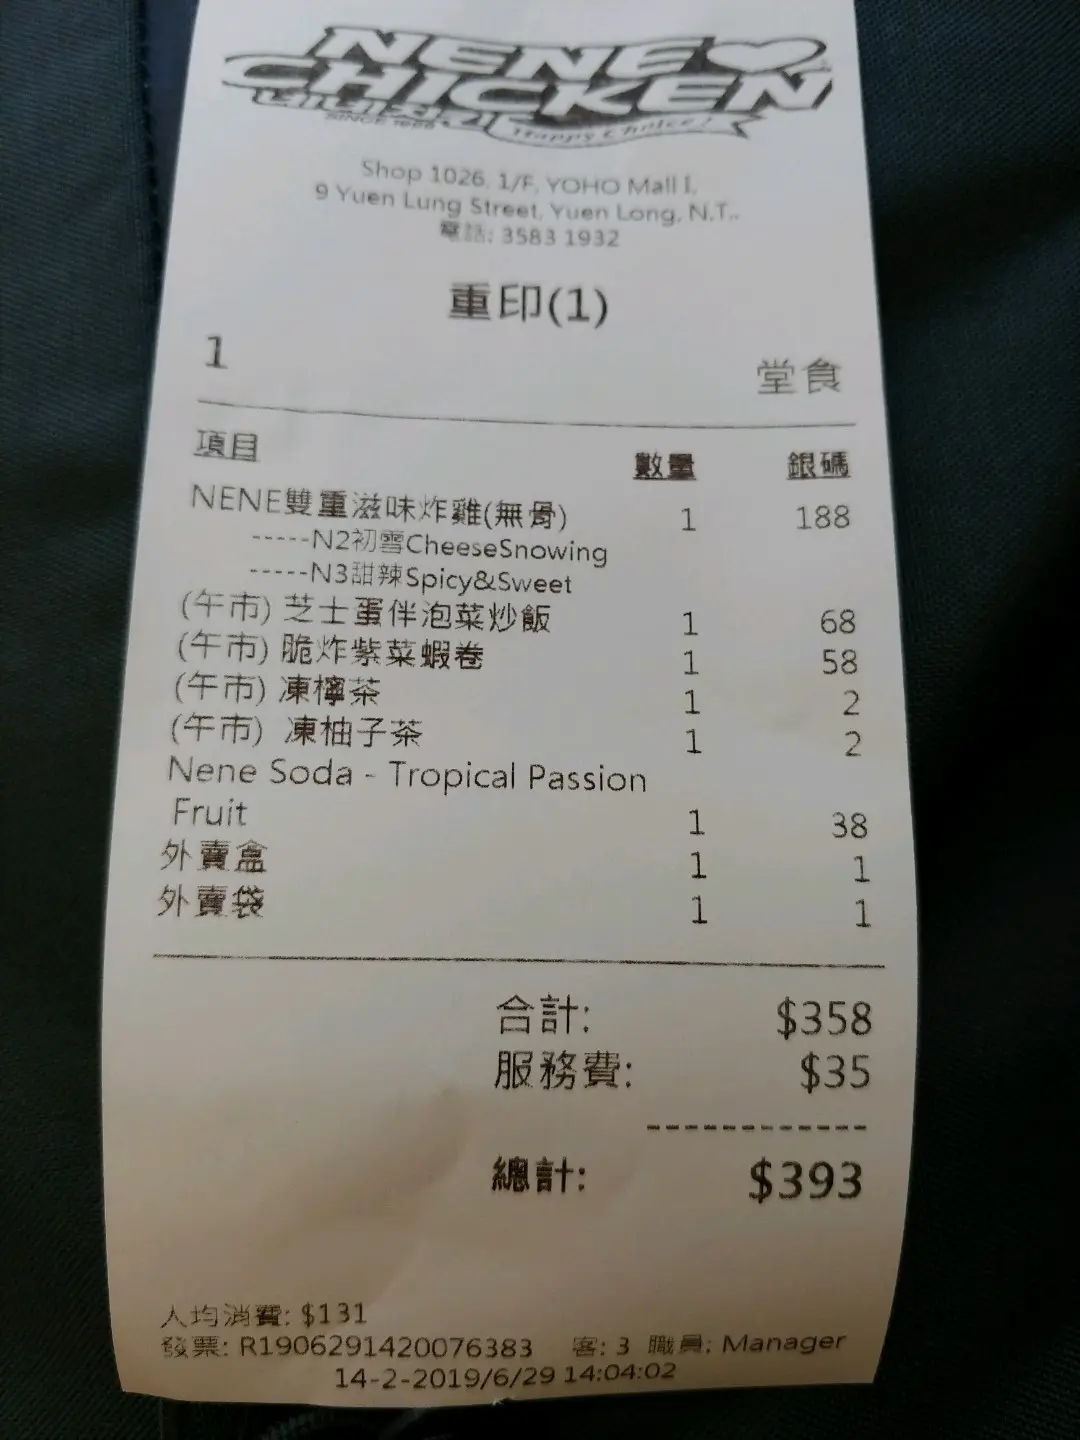 NENE
CHICKEN
네네치킨
SINCE 1999
Happy Choice!
Shop 1026, 1/F, YOHO Mall I,
9 Yuen Lung Street, Yuen Long, N.T..
電話: 3583 1932
重印(1)
1 堂食
項目 數量 銀碼
NENE雙重滋味炸雞(無骨) 1 188
-----N2初雪CheeseSnowing
-----N3甜辣Spicy&Sweet
(午市) 芝士蛋伴泡菜炒飯 1 68
(午市) 脆炸紫菜蝦卷 1 58
(午市) 凍檸茶 1 2
(午市) 凍柚子茶 1 2
Nene Soda - Tropical Passion
Fruit 1 38
外賣盒 1 1
外賣袋 1 1
合計: $358
服務費: $35
------------
總計: $393
人均消費: $131
發票: R1906291420076383 客: 3 職員: Manager
14-2-2019/6/29 14:04:02